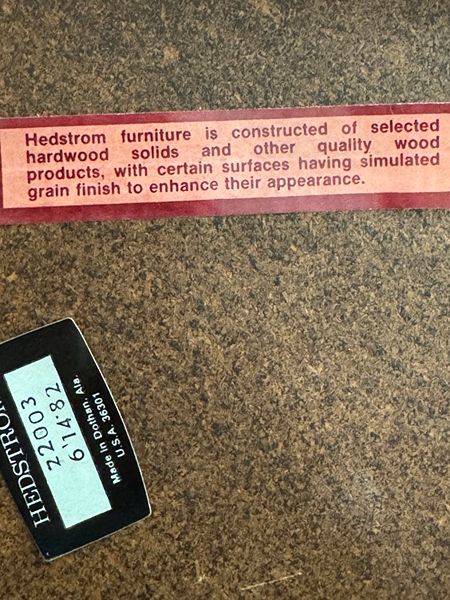 Hedstrom furniture is constructed of selected
hardwood solids and other quality wood
products, with certain surfaces having simulated
grain finish to enhance their appearance.
HEDSTROM
Z2003
6'14'82
Made in Dothan, Ala.
U.S.A. 36301